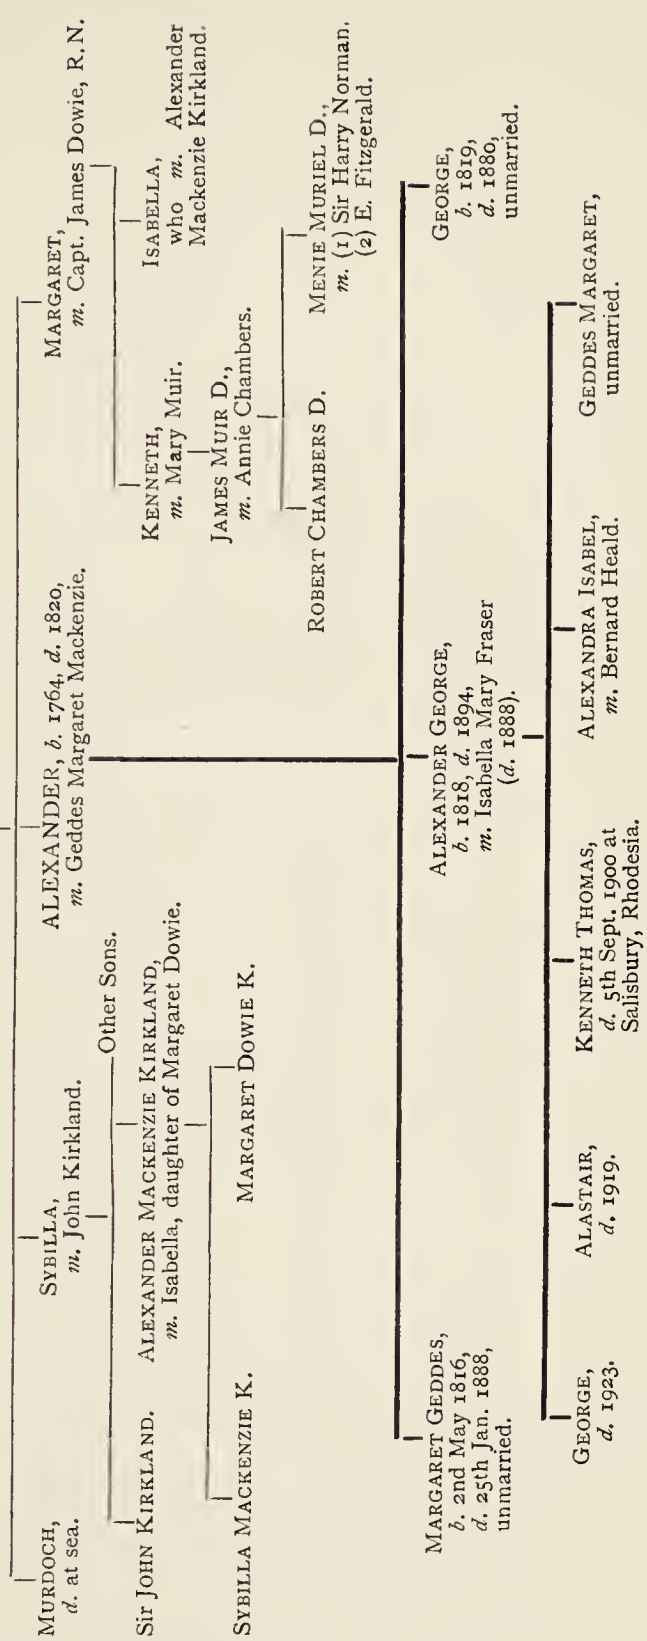 MURDOCH,
d. at sea.
SYBILLA,
m. John Kirkland.
ALEXANDER, b. 1764, d. 1820,
m. Geddes Margaret Mackenzie.
MARGARET,
m. Capt. James Dowie, R.N.
Sir JOHN KIRKLAND.
ALEXANDER MACKENZIE KIRKLAND,
m. Isabella, daughter of Margaret Dowie.
Other Sons.
KENNETH,
m. Mary Muir.
ISABELLA,
who m. Alexander
Mackenzie Kirkland.
JAMES MUIR D.,
m. Annie Chambers.
SYBILLA MACKENZIE K.
MARGARET DOWIE K.
ROBERT CHAMBERS D.
MENIE MURIEL D.,
m. (1) Sir Harry Norman.
(2) E. Fitzgerald.
MARGARET GEDDES,
b. 2nd May 1816,
d. 25th Jan. 1888,
unmarried.
ALEXANDER GEORGE,
b. 1818, d. 1894,
m. Isabella Mary Fraser
(d. 1888).
GEORGE,
b. 1819,
d. 1880,
unmarried.
GEORGE,
d. 1923.
ALASTAIR,
d. 1919.
KENNETH THOMAS,
d. 5th Sept. 1900 at
Salisbury, Rhodesia.
ALEXANDRA ISABEL,
m. Bernard Heald.
GEDDES MARGARET,
unmarried.